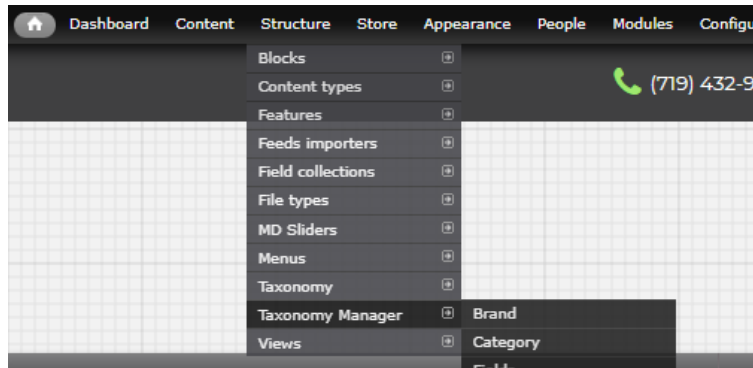 Dashboard Content Structure Store Appearance People Modules Configu
Blocks
Content types
(719) 432-9
Features
Feeds importers
Field collections
File types
MD Sliders
Menus
Taxonomy
Taxonomy Manager Brand
Views Category